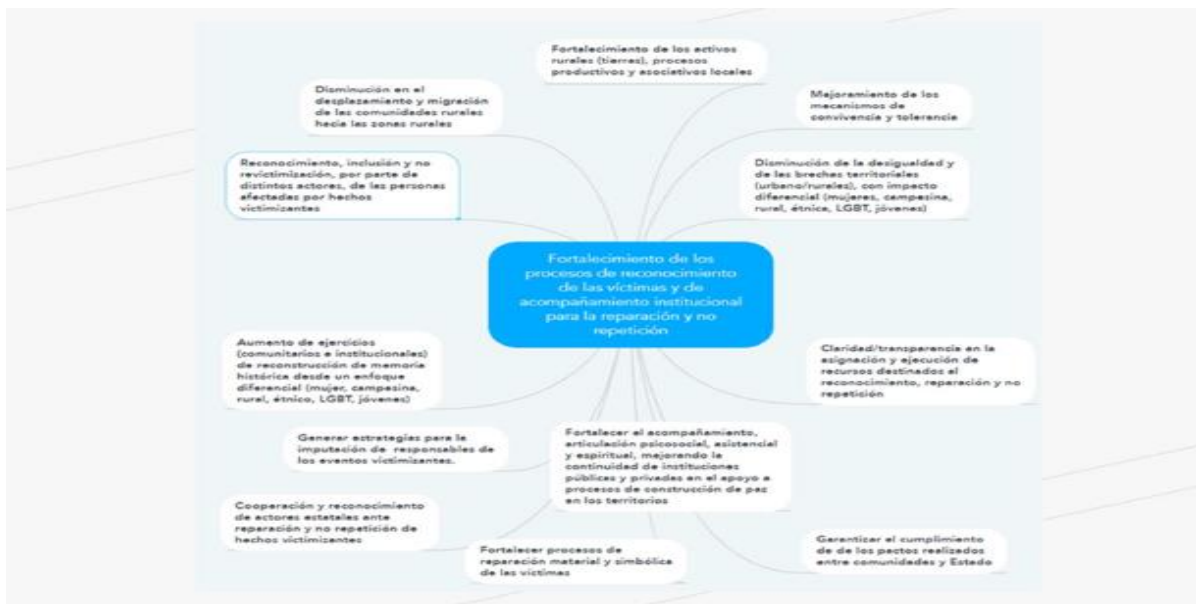 Fortalecimiento de los activos
rurales (tierras), procesos
productivos y asociativos locales
Disminución en el
desplazamiento y migración
de las comunidades rurales
hacia las zonas rurales
Mejoramiento de los
mecanismos de
convivencia y tolerancia
Reconocimiento, inclusión y no
revictimización, por parte de
distintos actores, de las personas
afectadas por hechos
victimizantes
Disminución de la desigualdad y
de las brechas territoriales
(urbano/rurales), con impacto
diferencial (mujeres, campesina,
rural, étnica, LGBT, jóvenes)
Fortalecimiento de los
procesos de reconocimiento
de las víctimas y de
acompañamiento institucional
para la reparación y no
repetición
Aumento de ejercicios
(comunitarios e institucionales)
de reconstrucción de memoria
histórica desde un enfoque
diferencial (mujer, campesina,
rural, étnico, LGBT, jóvenes)
Claridad/transparencia en la
asignación y ejecución de
recursos destinados al
reconocimiento, reparación y no
repetición
Generar estrategias para la
imputación de responsables de
los eventos victimizantes.
Fortalecer el acompañamiento,
articulación psicosocial, asistencial
y espiritual, mejorando la
continuidad de instituciones
públicas y privadas en el apoyo a
procesos de construcción de paz
en los territorios
Cooperación y reconocimiento
de actores estatales ante
reparación y no repetición de
hechos victimizantes
Fortalecer procesos de
reparación material y simbólica
de las víctimas
Garantizar el cumplimiento
de de los pactos realizados
entre comunidades y Estado